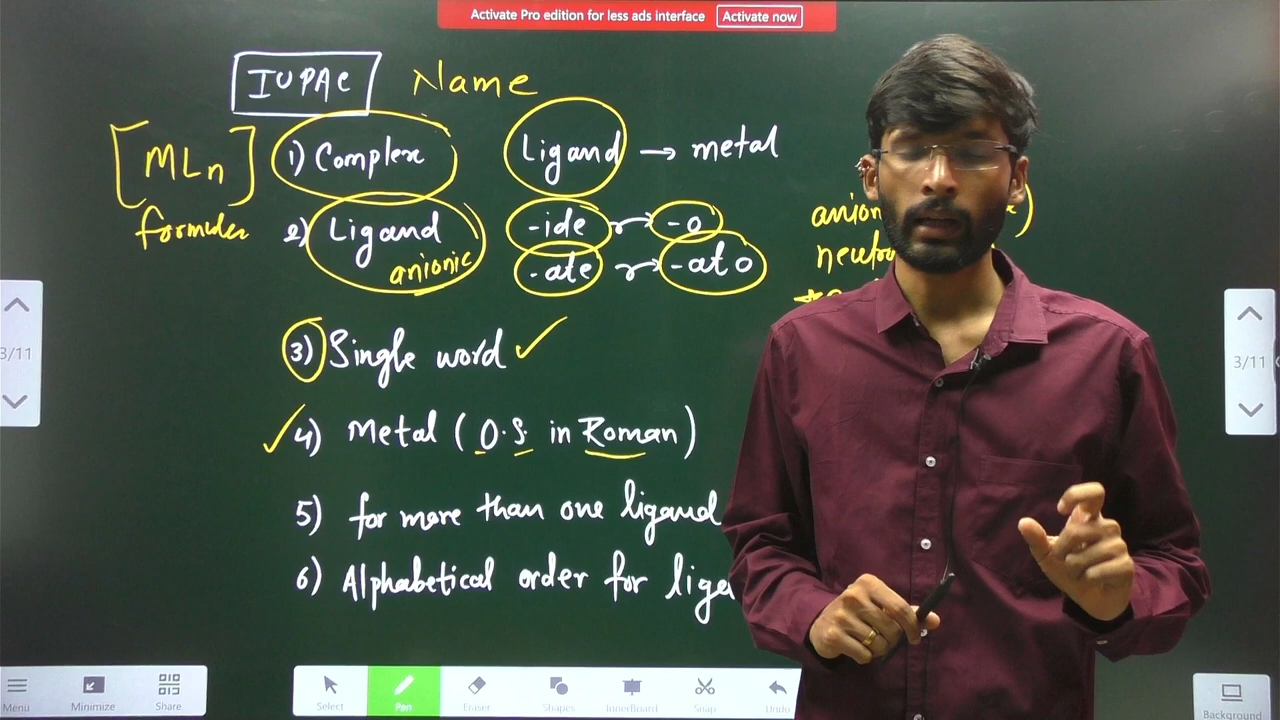 Activate Pro edition for less ads interface Activate now
IUPAC Name
[MLn] 1) Complex Ligand → metal
formula 2) Ligand -ide → -o
anionic -ate → -ato
anion
3) Single word ✓
✓ 4) Metal (O.S. in Roman)
5) for more than one ligand
6) Alphabetical order for
3/11
3/11
Menu Minimize Share Select Pen Eraser Shapes InnerBoard Snap Undo Background